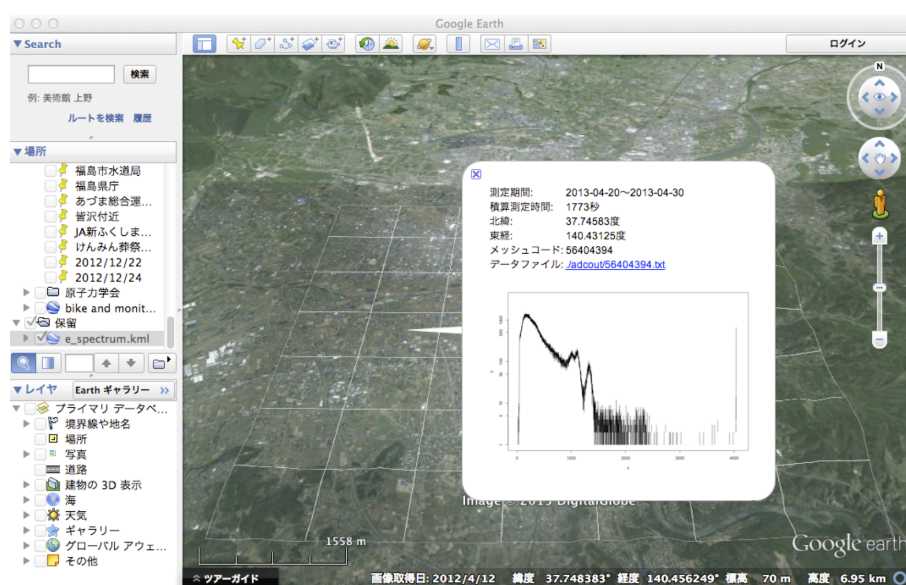 Google Earth
▼Search
ログイン
検索
例: 美術館 上野
ルートを検索 履歴
▼場所
福島市水道局
福島県庁
あづま総合運...
皆沢付近
JA新ふくしま...
けんみん葬祭...
2012/12/22
2012/12/24
原子力学会
bike and monit...
保留
e_spectrum.kml
▼レイヤ
Earth ギャラリー >>
プライマリ データベ...
境界線や地名
場所
写真
道路
建物の 3D 表示
海
天気
ギャラリー
グローバル アウェ...
その他
N
測定期間: 2013-04-20〜2013-04-30
積算測定時間: 1773秒
北緯: 37.74583度
東経: 140.43125度
メッシュコード: 56404394
データファイル: ./adcout/56404394.txt
0 1000 2000 3000 4000
Image © 2013 DigitalGlobe
1558 m
Google earth
ツアーガイド
画像取得日: 2012/4/12 緯度 37.748383° 経度 140.456249° 標高 70 m 高度 6.95 km